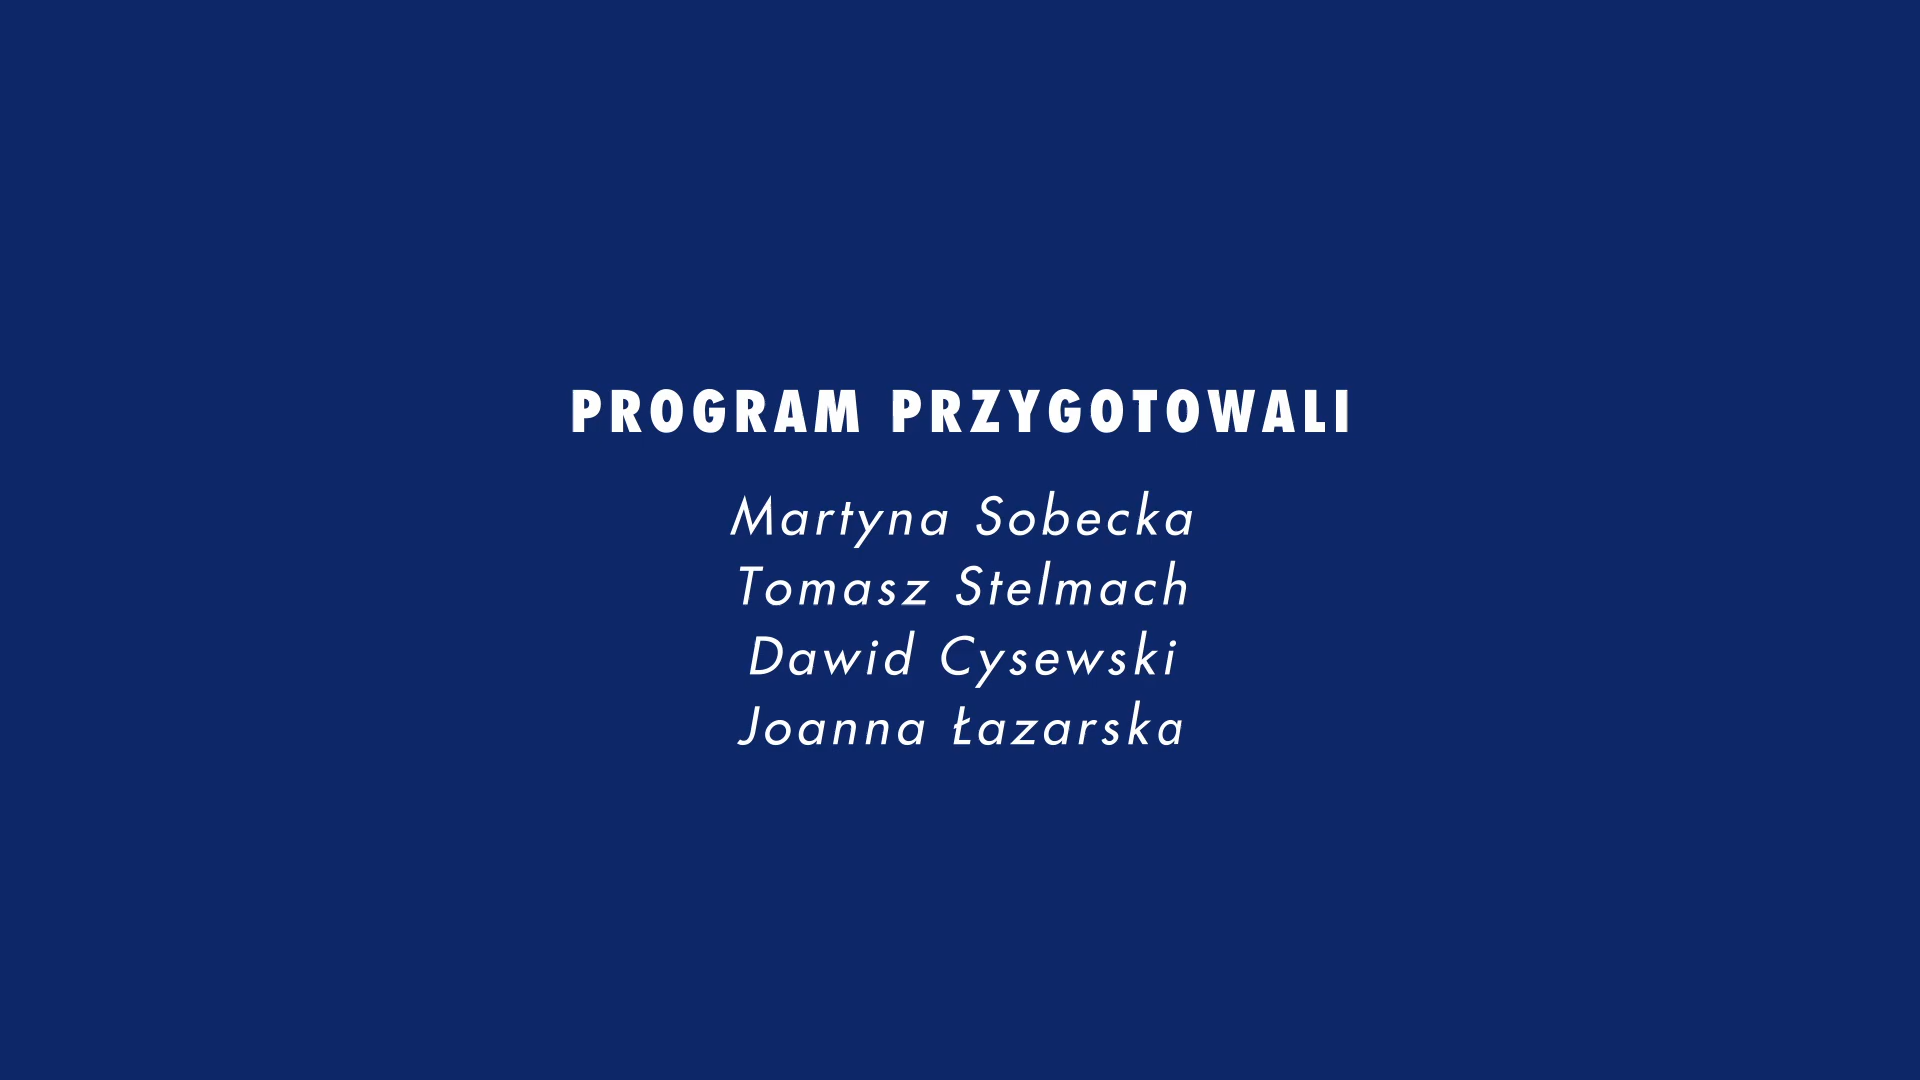 PROGRAM PRZYGOTOWALI
Martyna Sobecka
Tomasz Stelmach
Dawid Cysewski
Joanna Łazarska